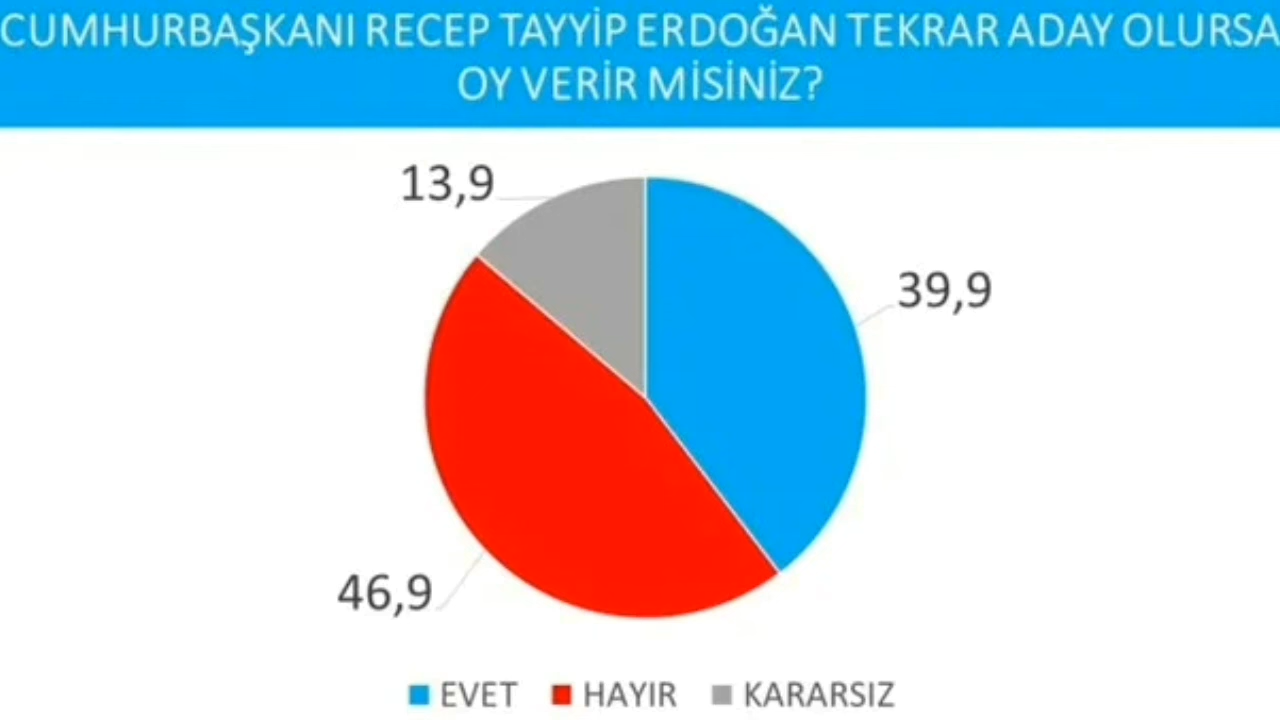 CUMHURBAŞKANI RECEP TAYYİP ERDOĞAN TEKRAR ADAY OLURSA
OY VERİR MİSİNİZ?
13,9
39,9
46,9
EVET HAYIR KARARSIZ